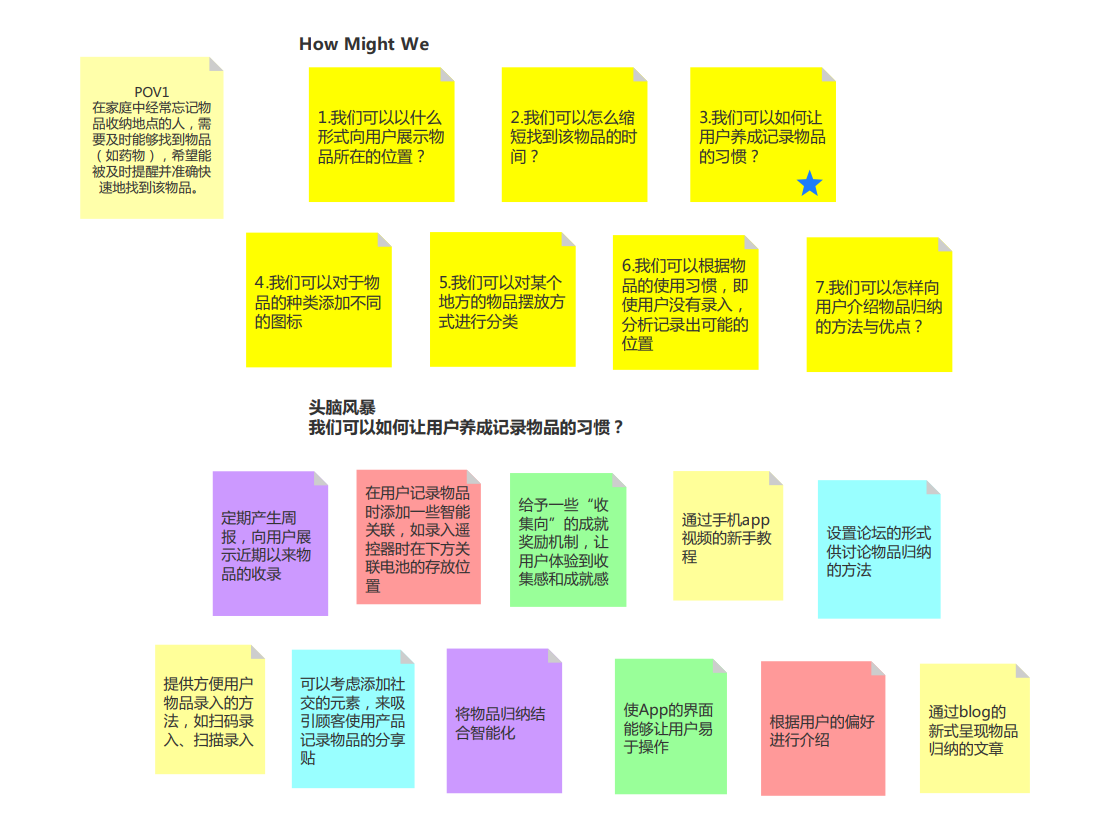 How Might We
POV1
在家庭中经常忘记物
品收纳地点的人，需
要及时能够找到物品
（如药物），希望能
被及时提醒并准确快
速地找到该物品。
1.我们可以以什么
形式向用户展示物
品所在的位置？
2.我们可以怎么缩
短找到该物品的时
间？
3.我们可以如何让
用户养成记录物品
的习惯？
4.我们可以对于物
品的种类添加不同
的图标
5.我们可以对某个
地方的物品摆放方
式进行分类
6.我们可以根据物
品的使用习惯，即
使用户没有录入，
分析记录出可能的
位置
7.我们可以怎样向
用户介绍物品归纳
的方法与优点？
头脑风暴
我们可以如何让用户养成记录物品的习惯？
定期产生周
报，向用户展
示近期以来物
品的收录
在用户记录物品
时添加一些智能
关联，如录入遥
控器时在下方关
联电池的存放位
置
给予一些“收
集向”的成就
奖励机制，让
用户体验到收
集感和成就感
通过手机app
视频的新手教
程
设置论坛的形式
供讨论物品归纳
的方法
提供方便用户
物品录入的方
法，如扫码录
入、扫描录入
可以考虑添加社
交的元素，来吸
引顾客使用产品
记录物品的分享
贴
将物品归纳结
合智能化
使App的界面
能够让用户易
于操作
根据用户的偏好
进行介绍
通过blog的
新式呈现物品
归纳的文章